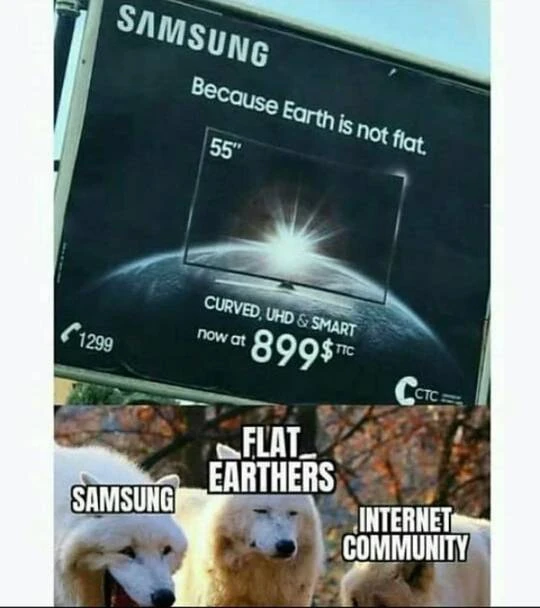 SAMSUNG
Because Earth is not flat.
55"
CURVED, UHD & SMART
now at 899$ TTC
1299
CTC
FLAT
EARTHERS
SAMSUNG
INTERNET
COMMUNITY